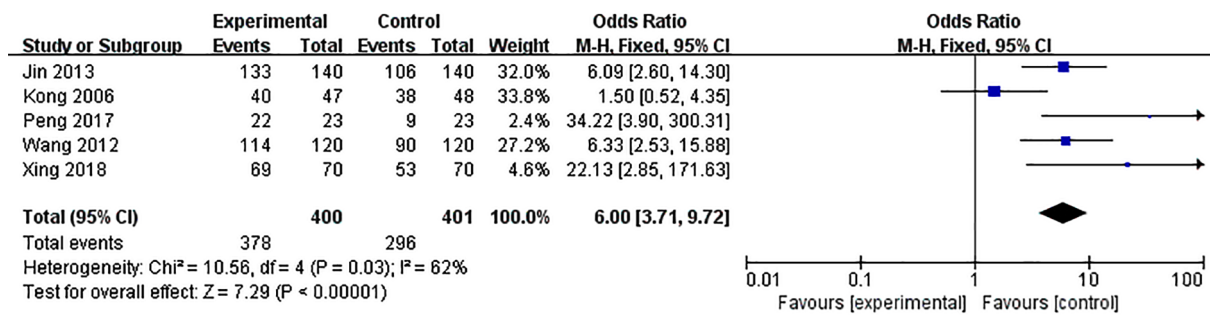 Experimental Control Odds Ratio Odds Ratio
Study or Subgroup Events Total Events Total Weight M-H, Fixed, 95% CI M-H, Fixed, 95% CI
Jin 2013 133 140 106 140 32.0% 6.09 [2.60, 14.30]
Kong 2006 40 47 38 48 33.8% 1.50 [0.52, 4.35]
Peng 2017 22 23 9 23 2.4% 34.22 [3.90, 300.31]
Wang 2012 114 120 90 120 27.2% 6.33 [2.53, 15.88]
Xing 2018 69 70 53 70 4.6% 22.13 [2.85, 171.63]
Total (95% CI) 400 401 100.0% 6.00 [3.71, 9.72]
Total events 378 296
Heterogeneity: Chi² = 10.56, df = 4 (P = 0.03); I² = 62%
Test for overall effect: Z = 7.29 (P < 0.00001)
0.01 0.1 1 10 100
Favours [experimental] Favours [control]